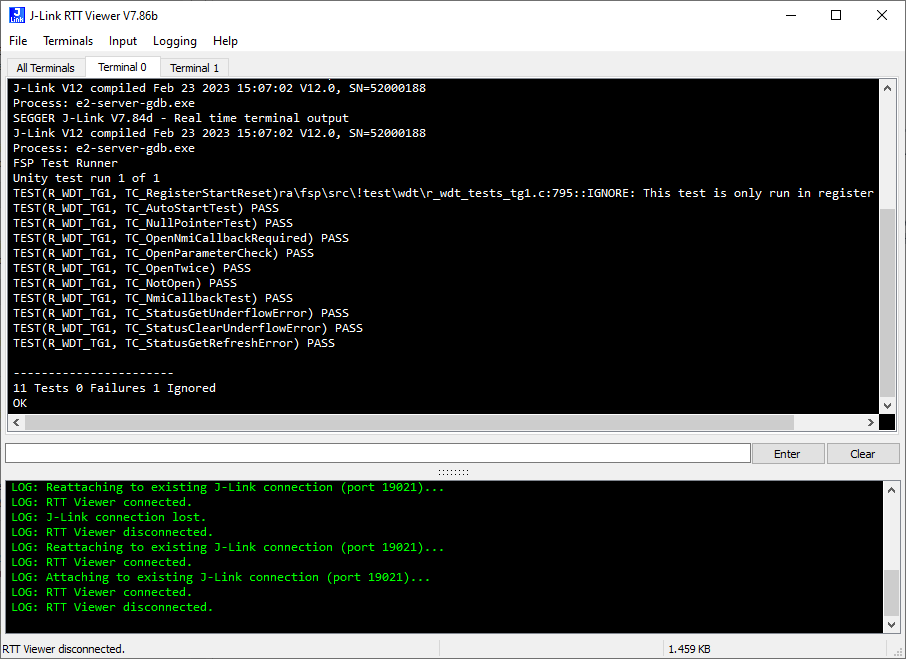 J-Link RTT Viewer V7.86b
File Terminals Input Logging Help
All Terminals Terminal 0 Terminal 1
J-Link V12 compiled Feb 23 2023 15:07:02 V12.0, SN=52000188
Process: e2-server-gdb.exe
SEGGER J-Link V7.84d - Real time terminal output
J-Link V12 compiled Feb 23 2023 15:07:02 V12.0, SN=52000188
Process: e2-server-gdb.exe
FSP Test Runner
Unity test run 1 of 1
TEST(R_WDT_TG1, TC_RegisterStartReset)ra\fsp\src\!test\wdt\r_wdt_tests_tg1.c:795::IGNORE: This test is only run in register
TEST(R_WDT_TG1, TC_AutoStartTest) PASS
TEST(R_WDT_TG1, TC_NullPointerTest) PASS
TEST(R_WDT_TG1, TC_OpenNmiCallbackRequired) PASS
TEST(R_WDT_TG1, TC_OpenParameterCheck) PASS
TEST(R_WDT_TG1, TC_OpenTwice) PASS
TEST(R_WDT_TG1, TC_NotOpen) PASS
TEST(R_WDT_TG1, TC_NmiCallbackTest) PASS
TEST(R_WDT_TG1, TC_StatusGetUnderflowError) PASS
TEST(R_WDT_TG1, TC_StatusClearUnderflowError) PASS
TEST(R_WDT_TG1, TC_StatusGetRefreshError) PASS
-----------------------
11 Tests 0 Failures 1 Ignored
OK
Enter Clear
LOG: Reattaching to existing J-Link connection (port 19021)...
LOG: RTT Viewer connected.
LOG: J-Link connection lost.
LOG: RTT Viewer disconnected.
LOG: Reattaching to existing J-Link connection (port 19021)...
LOG: RTT Viewer connected.
LOG: Attaching to existing J-Link connection (port 19021)...
LOG: RTT Viewer connected.
LOG: RTT Viewer disconnected.
RTT Viewer disconnected. 1.459 KB